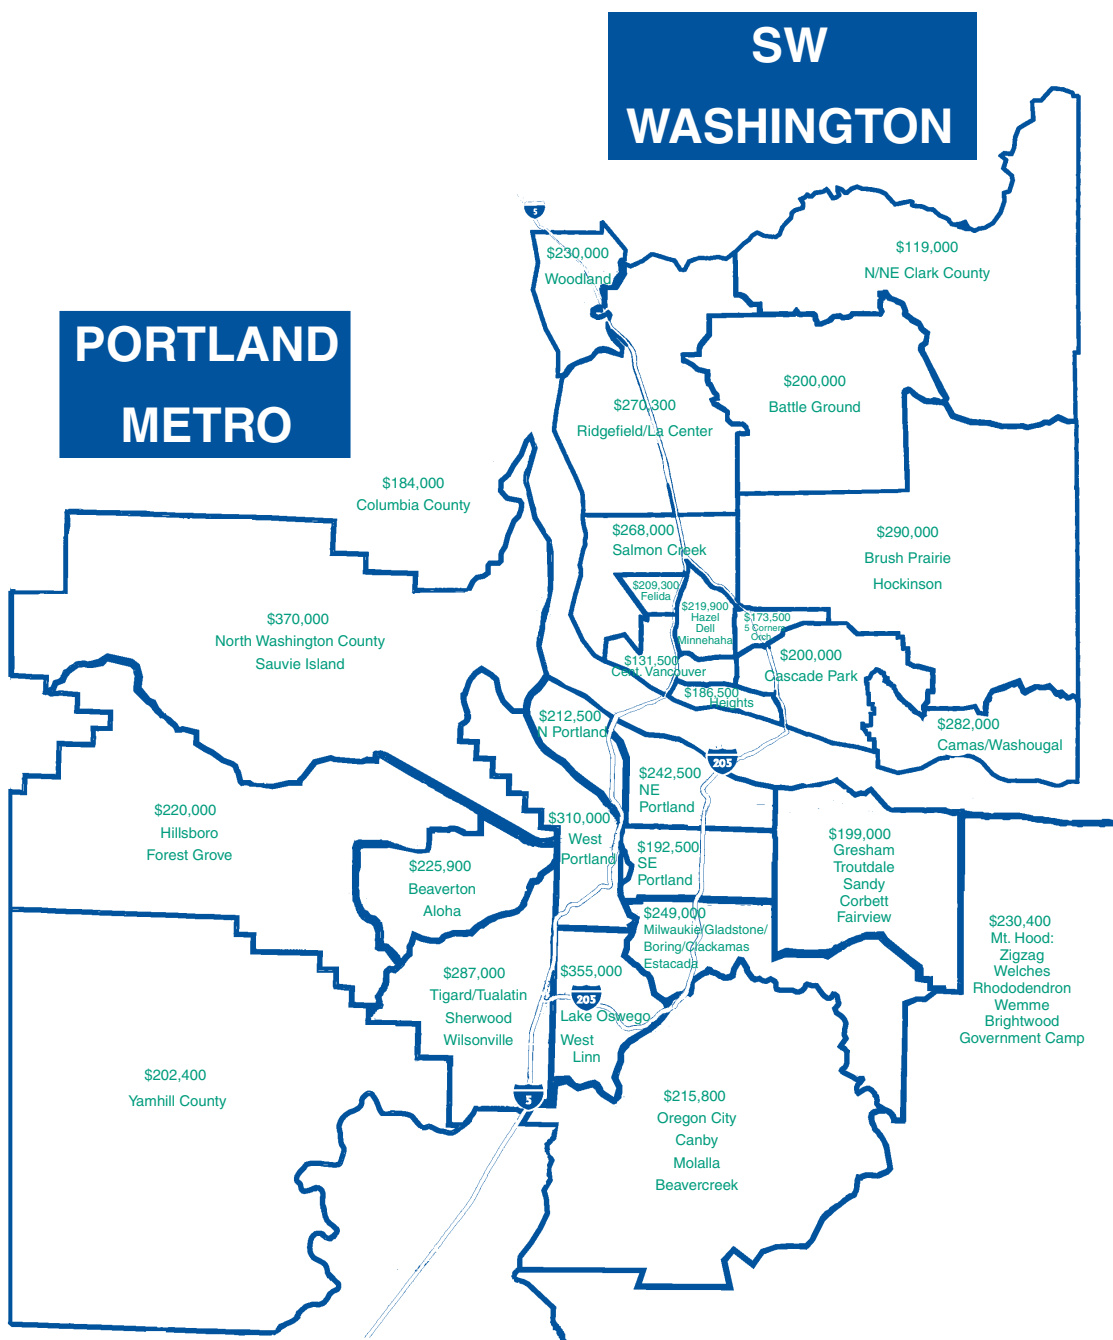 SW
WASHINGTON
5
$230,000
Woodland
$119,000
N/NE Clark County
PORTLAND
METRO
$200,000
Battle Ground
$270,300
Ridgefield/La Center
$184,000
Columbia County
$268,000
Salmon Creek
$290,000
Brush Prairie
Hockinson
$209,300
Felida
$219,900
Hazel
Dell
Minnehaha
$173,500
5 Corners
Orch
$370,000
North Washington County
Sauvie Island
$131,500
Cent. Vancouver
$200,000
Cascade Park
$186,500
Heights
$212,500
N Portland
$282,000
Camas/Washougal
205
$242,500
NE
Portland
$220,000
Hillsboro
Forest Grove
$310,000
West
Portland
$192,500
SE
Portland
$199,000
Gresham
Troutdale
Sandy
Corbett
Fairview
$225,900
Beaverton
Aloha
$249,000
Milwaukie/Gladstone/
Boring/Clackamas
Estacada
$230,400
Mt. Hood:
Zigzag
Welches
Rhododendron
Wemme
Brightwood
Government Camp
$287,000
Tigard/Tualatin
Sherwood
Wilsonville
$355,000
205
Lake Oswego
West
Linn
$202,400
Yamhill County
5
$215,800
Oregon City
Canby
Molalla
Beavercreek